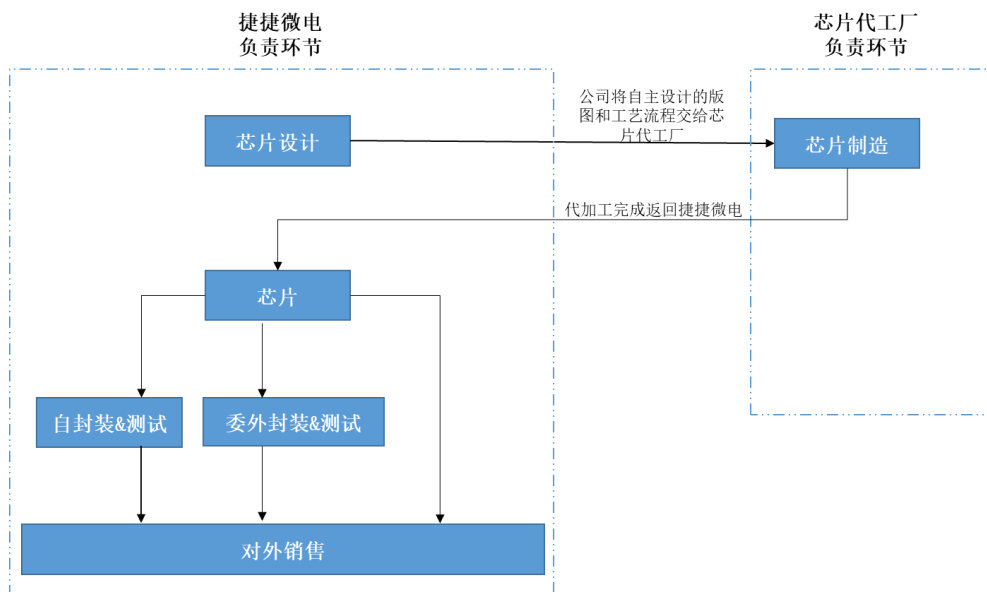 捷捷微电
负责环节
芯片代工厂
负责环节
公司将自主设计的版
图和工艺流程交给芯
片代工厂
芯片设计
芯片制造
代加工完成返回捷捷微电
芯片
自封装&测试
委外封装&测试
对外销售